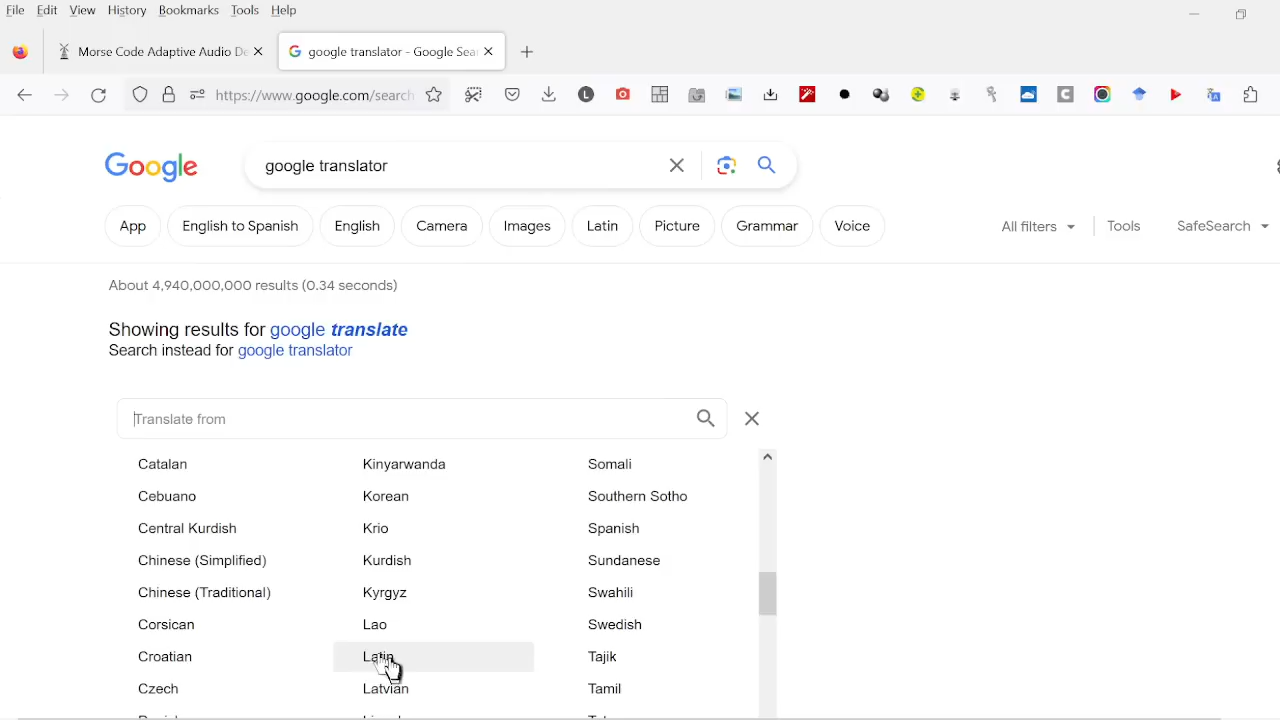 File Edit View History Bookmarks Tools Help
Morse Code Adaptive Audio De
google translator - Google Sear
https://www.google.com/search
Google
google translator
App English to Spanish English Camera Images Latin Picture Grammar Voice All filters Tools SafeSearch
About 4,940,000,000 results (0.34 seconds)
Showing results for google translate
Search instead for google translator
Translate from
Catalan Kinyarwanda Somali
Cebuano Korean Southern Sotho
Central Kurdish Krio Spanish
Chinese (Simplified) Kurdish Sundanese
Chinese (Traditional) Kyrgyz Swahili
Corsican Lao Swedish
Croatian Latin Tajik
Czech Latvian Tamil